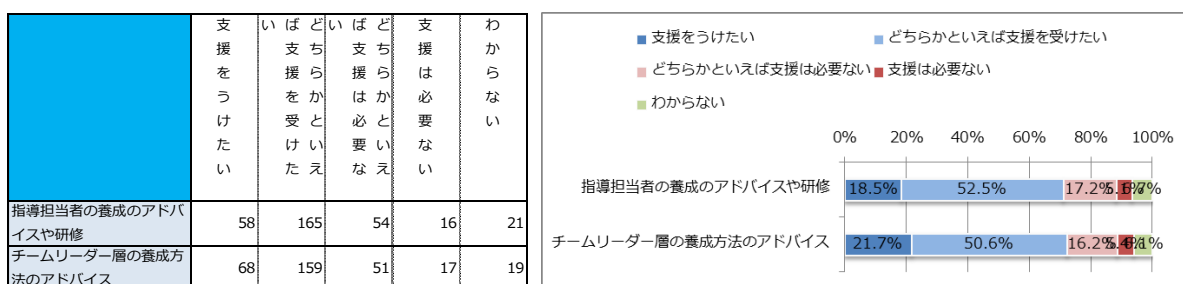 支援をうけたい
どちらかといえば支援を受けたい
どちらかといえば支援は必要ない
支援は必要ない
わからない
指導担当者の養成のアドバ
イスや研修
58 165 54 16 21
チームリーダー層の養成方
法のアドバイス
68 159 51 17 19
支援をうけたい どちらかといえば支援を受けたい
どちらかといえば支援は必要ない 支援は必要ない
わからない
0% 20% 40% 60% 80% 100%
指導担当者の養成のアドバイスや研修 18.5% 52.5% 17.2%
チームリーダー層の養成方法のアドバイス 21.7% 50.6% 16.2%